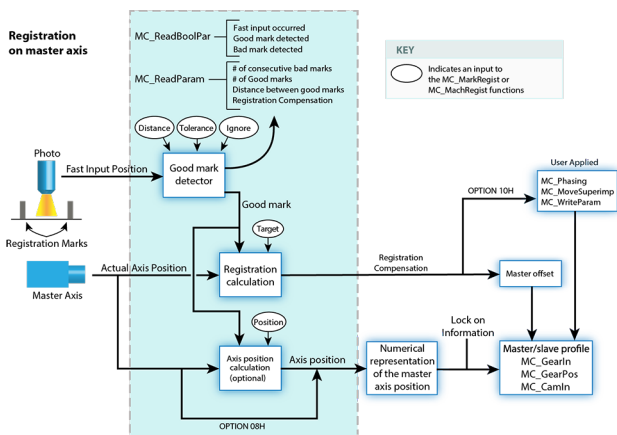 Registration
on master axis
MC_ReadBoolPar
Fast input occurred
Good mark detected
Bad mark detected
MC_ReadParam
# of consecutive bad marks
# of Good marks
Distance between good marks
Registration Compensation
KEY
Indicates an input to
the MC_MarkRegist or
MC_MachRegist functions
Distance
Tolerance
Ignore
Photo
Fast Input Position
Good mark
detector
User Applied
MC_Phasing
MC_MoveSuperimp
MC_WriteParam
OPTION 10H
Good mark
Registration Marks
Target
Actual Axis Position
Registration
calculation
Registration
Compensation
Master offset
Master Axis
Position
Lock on
Information
Axis position
calculation
(optional)
Axis position
Numerical
representation
of the master
axis position
Master/slave profile
MC_GearIn
MC_GearPos
MC_CamIn
OPTION 08H